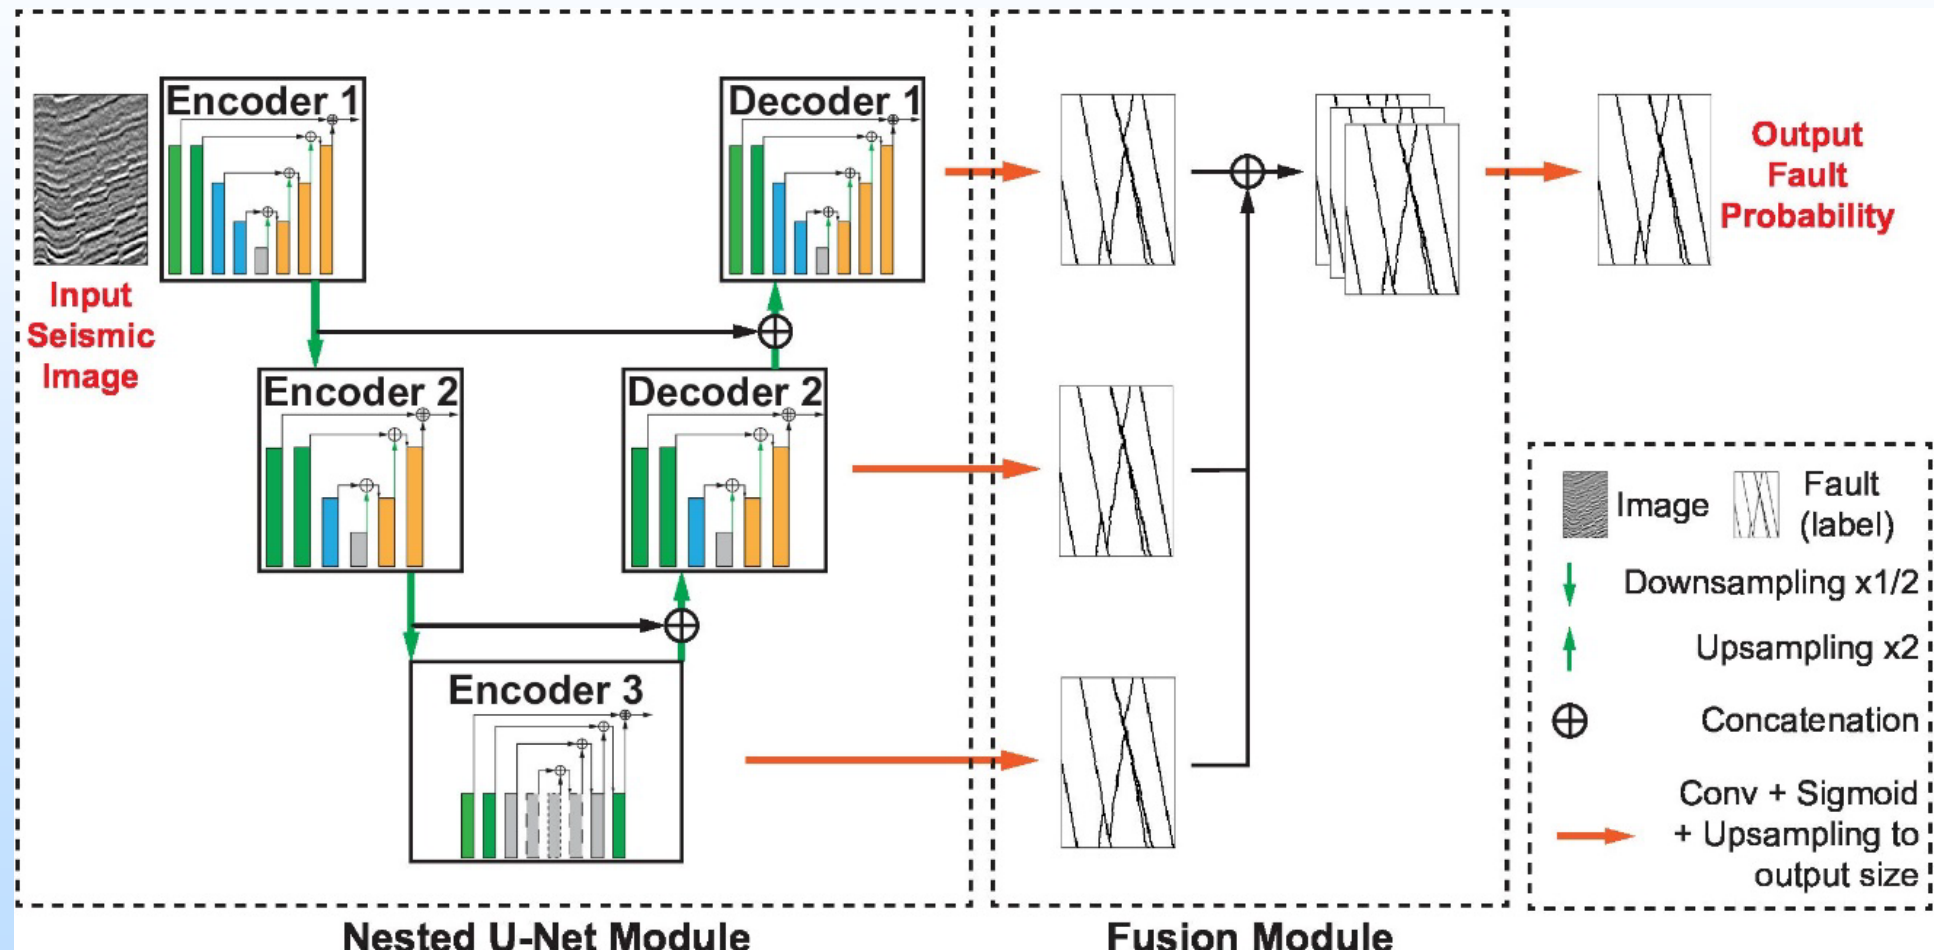 Encoder 1
Decoder 1
Input
Seismic
Image
Output
Fault
Probability
Encoder 2
Decoder 2
Encoder 3
Image
Fault
(label)
Downsampling x1/2
Upsampling x2
Concatenation
Conv + Sigmoid
+ Upsampling to
output size
Nested U-Net Module
Fusion Module